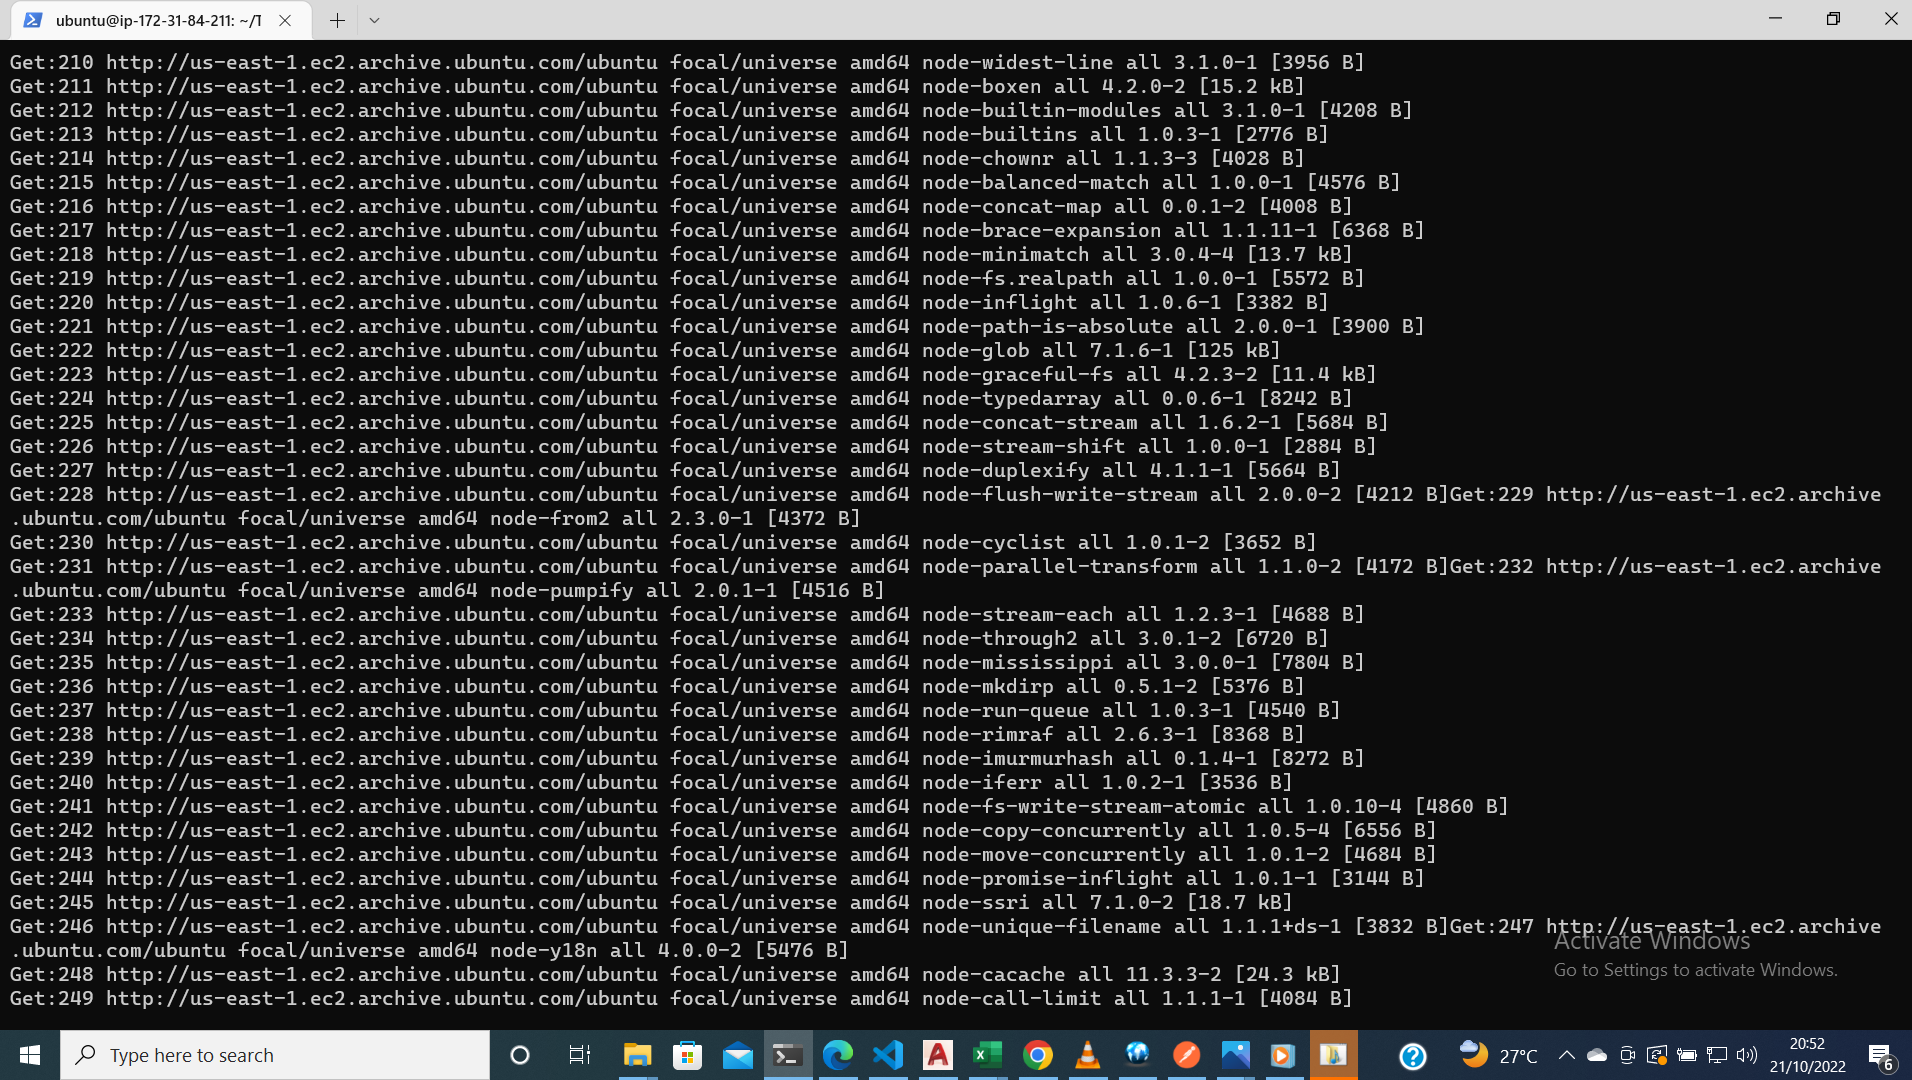 ubuntu@ip-172-31-84-211: ~/T
Get:210 http://us-east-1.ec2.archive.ubuntu.com/ubuntu focal/universe amd64 node-widest-line all 3.1.0-1 [3956 B]
Get:211 http://us-east-1.ec2.archive.ubuntu.com/ubuntu focal/universe amd64 node-boxen all 4.2.0-2 [15.2 kB]
Get:212 http://us-east-1.ec2.archive.ubuntu.com/ubuntu focal/universe amd64 node-builtin-modules all 3.1.0-1 [4208 B]
Get:213 http://us-east-1.ec2.archive.ubuntu.com/ubuntu focal/universe amd64 node-builtins all 1.0.3-1 [2776 B]
Get:214 http://us-east-1.ec2.archive.ubuntu.com/ubuntu focal/universe amd64 node-chownr all 1.1.3-3 [4028 B]
Get:215 http://us-east-1.ec2.archive.ubuntu.com/ubuntu focal/universe amd64 node-balanced-match all 1.0.0-1 [4576 B]
Get:216 http://us-east-1.ec2.archive.ubuntu.com/ubuntu focal/universe amd64 node-concat-map all 0.0.1-2 [4008 B]
Get:217 http://us-east-1.ec2.archive.ubuntu.com/ubuntu focal/universe amd64 node-brace-expansion all 1.1.11-1 [6368 B]
Get:218 http://us-east-1.ec2.archive.ubuntu.com/ubuntu focal/universe amd64 node-minimatch all 3.0.4-4 [13.7 kB]
Get:219 http://us-east-1.ec2.archive.ubuntu.com/ubuntu focal/universe amd64 node-fs.realpath all 1.0.0-1 [5572 B]
Get:220 http://us-east-1.ec2.archive.ubuntu.com/ubuntu focal/universe amd64 node-inflight all 1.0.6-1 [3382 B]
Get:221 http://us-east-1.ec2.archive.ubuntu.com/ubuntu focal/universe amd64 node-path-is-absolute all 2.0.0-1 [3900 B]
Get:222 http://us-east-1.ec2.archive.ubuntu.com/ubuntu focal/universe amd64 node-glob all 7.1.6-1 [125 kB]
Get:223 http://us-east-1.ec2.archive.ubuntu.com/ubuntu focal/universe amd64 node-graceful-fs all 4.2.3-2 [11.4 kB]
Get:224 http://us-east-1.ec2.archive.ubuntu.com/ubuntu focal/universe amd64 node-typedarray all 0.0.6-1 [8242 B]
Get:225 http://us-east-1.ec2.archive.ubuntu.com/ubuntu focal/universe amd64 node-concat-stream all 1.6.2-1 [5684 B]
Get:226 http://us-east-1.ec2.archive.ubuntu.com/ubuntu focal/universe amd64 node-stream-shift all 1.0.0-1 [2884 B]
Get:227 http://us-east-1.ec2.archive.ubuntu.com/ubuntu focal/universe amd64 node-duplexify all 4.1.1-1 [5664 B]
Get:228 http://us-east-1.ec2.archive.ubuntu.com/ubuntu focal/universe amd64 node-flush-write-stream all 2.0.0-2 [4212 B]Get:229 http://us-east-1.ec2.archive
.ubuntu.com/ubuntu focal/universe amd64 node-from2 all 2.3.0-1 [4372 B]
Get:230 http://us-east-1.ec2.archive.ubuntu.com/ubuntu focal/universe amd64 node-cyclist all 1.0.1-2 [3652 B]
Get:231 http://us-east-1.ec2.archive.ubuntu.com/ubuntu focal/universe amd64 node-parallel-transform all 1.1.0-2 [4172 B]Get:232 http://us-east-1.ec2.archive
.ubuntu.com/ubuntu focal/universe amd64 node-pumpify all 2.0.1-1 [4516 B]
Get:233 http://us-east-1.ec2.archive.ubuntu.com/ubuntu focal/universe amd64 node-stream-each all 1.2.3-1 [4688 B]
Get:234 http://us-east-1.ec2.archive.ubuntu.com/ubuntu focal/universe amd64 node-through2 all 3.0.1-2 [6720 B]
Get:235 http://us-east-1.ec2.archive.ubuntu.com/ubuntu focal/universe amd64 node-mississippi all 3.0.0-1 [7804 B]
Get:236 http://us-east-1.ec2.archive.ubuntu.com/ubuntu focal/universe amd64 node-mkdirp all 0.5.1-2 [5376 B]
Get:237 http://us-east-1.ec2.archive.ubuntu.com/ubuntu focal/universe amd64 node-run-queue all 1.0.3-1 [4540 B]
Get:238 http://us-east-1.ec2.archive.ubuntu.com/ubuntu focal/universe amd64 node-rimraf all 2.6.3-1 [8368 B]
Get:239 http://us-east-1.ec2.archive.ubuntu.com/ubuntu focal/universe amd64 node-imurmurhash all 0.1.4-1 [8272 B]
Get:240 http://us-east-1.ec2.archive.ubuntu.com/ubuntu focal/universe amd64 node-iferr all 1.0.2-1 [3536 B]
Get:241 http://us-east-1.ec2.archive.ubuntu.com/ubuntu focal/universe amd64 node-fs-write-stream-atomic all 1.0.10-4 [4860 B]
Get:242 http://us-east-1.ec2.archive.ubuntu.com/ubuntu focal/universe amd64 node-copy-concurrently all 1.0.5-4 [6556 B]
Get:243 http://us-east-1.ec2.archive.ubuntu.com/ubuntu focal/universe amd64 node-move-concurrently all 1.0.1-2 [4684 B]
Get:244 http://us-east-1.ec2.archive.ubuntu.com/ubuntu focal/universe amd64 node-promise-inflight all 1.0.1-1 [3144 B]
Get:245 http://us-east-1.ec2.archive.ubuntu.com/ubuntu focal/universe amd64 node-ssri all 7.1.0-2 [18.7 kB]
Get:246 http://us-east-1.ec2.archive.ubuntu.com/ubuntu focal/universe amd64 node-unique-filename all 1.1.1+ds-1 [3832 B]Get:247 http://us-east-1.ec2.archive
.ubuntu.com/ubuntu focal/universe amd64 node-y18n all 4.0.0-2 [5476 B]
Get:248 http://us-east-1.ec2.archive.ubuntu.com/ubuntu focal/universe amd64 node-cacache all 11.3.3-2 [24.3 kB]
Get:249 http://us-east-1.ec2.archive.ubuntu.com/ubuntu focal/universe amd64 node-call-limit all 1.1.1-1 [4084 B]
Activate Windows
Go to Settings to activate Windows.
Type here to search
27°C
20:52
21/10/2022
6